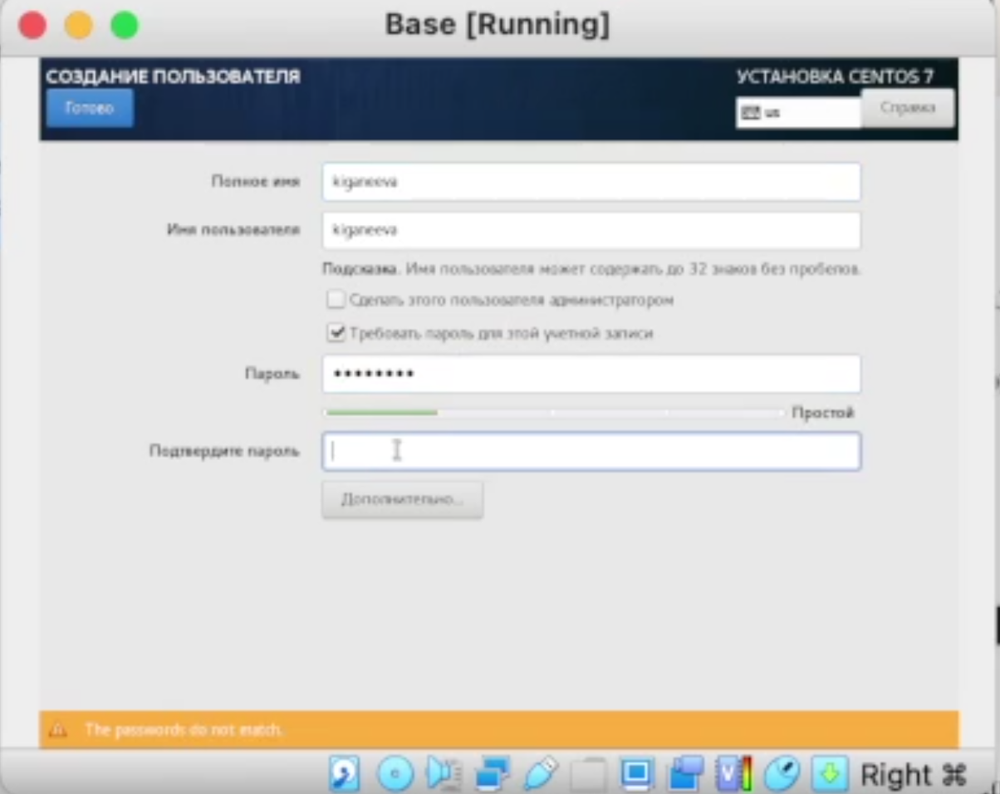 Base [Running]
СОЗДАНИЕ ПОЛЬЗОВАТЕЛЯ
УСТАНОВКА CENTOS 7
Готово
us
Справка
Полное имя
kiganeeva
Имя пользователя
kiganeeva
Подсказка. Имя пользователя может содержать до 32 знаков без пробелов.
Сделать этого пользователя администратором
Требовать пароль для этой учетной записи
Пароль
••••••••
Простой
Подтвердите пароль
Дополнительно...
The passwords do not match.
Right ⌘